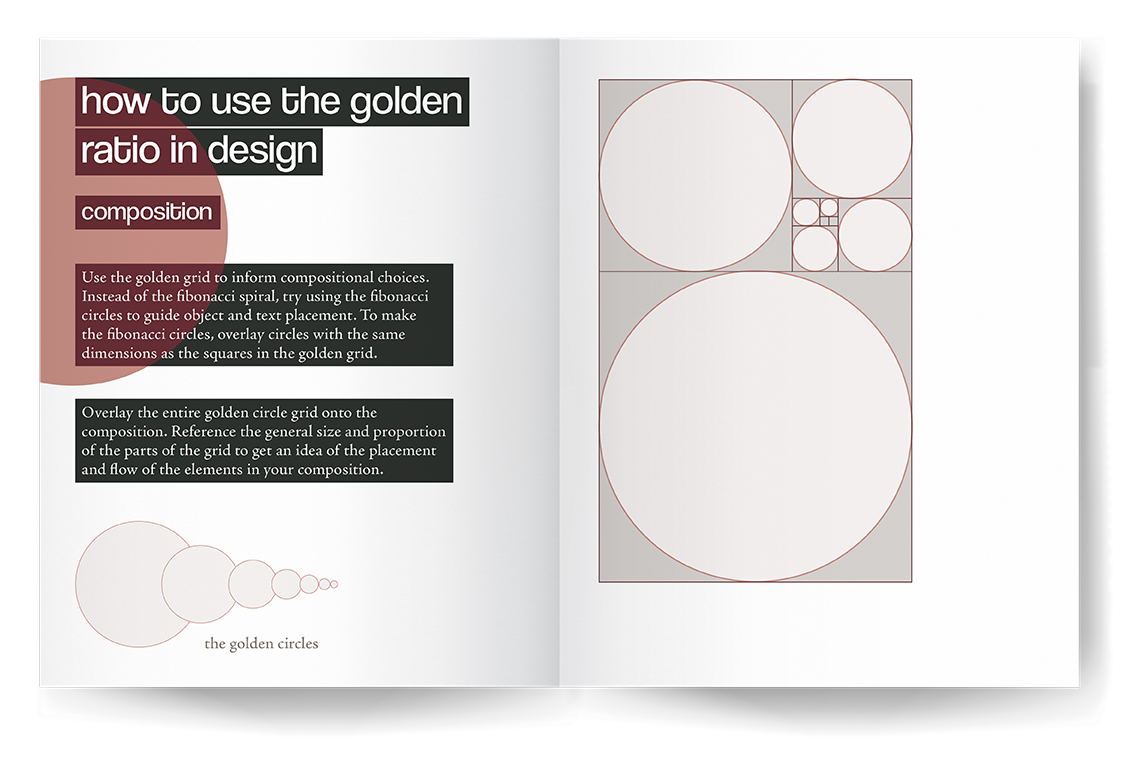 how to use the golden
ratio in design
composition
Use the golden grid to inform compositional choices.
Instead of the fibonacci spiral, try using the fibonacci
circles to guide object and text placement. To make
the fibonacci circles, overlay circles with the same
dimensions as the squares in the golden grid.
Overlay the entire golden circle grid onto the
composition. Reference the general size and proportion
of the parts of the grid to get an idea of the placement
and flow of the elements in your composition.
the golden circles